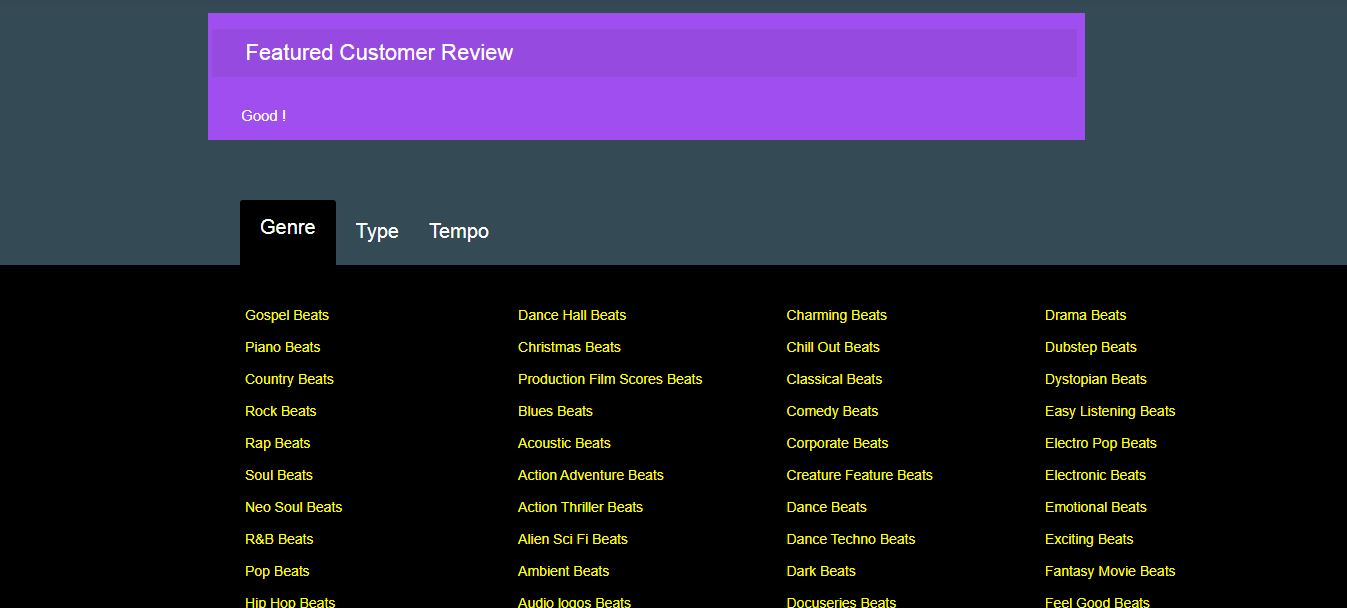 Featured Customer Review
Good !
Genre Type Tempo
Gospel Beats Dance Hall Beats Charming Beats Drama Beats
Piano Beats Christmas Beats Chill Out Beats Dubstep Beats
Country Beats Production Film Scores Beats Classical Beats Dystopian Beats
Rock Beats Blues Beats Comedy Beats Easy Listening Beats
Rap Beats Acoustic Beats Corporate Beats Electro Pop Beats
Soul Beats Action Adventure Beats Creature Feature Beats Electronic Beats
Neo Soul Beats Action Thriller Beats Dance Beats Emotional Beats
R&B Beats Alien Sci Fi Beats Dance Techno Beats Exciting Beats
Pop Beats Ambient Beats Dark Beats Fantasy Movie Beats
Hip Hop Beats Audio logos Beats Docuseries Beats Feel Good Beats